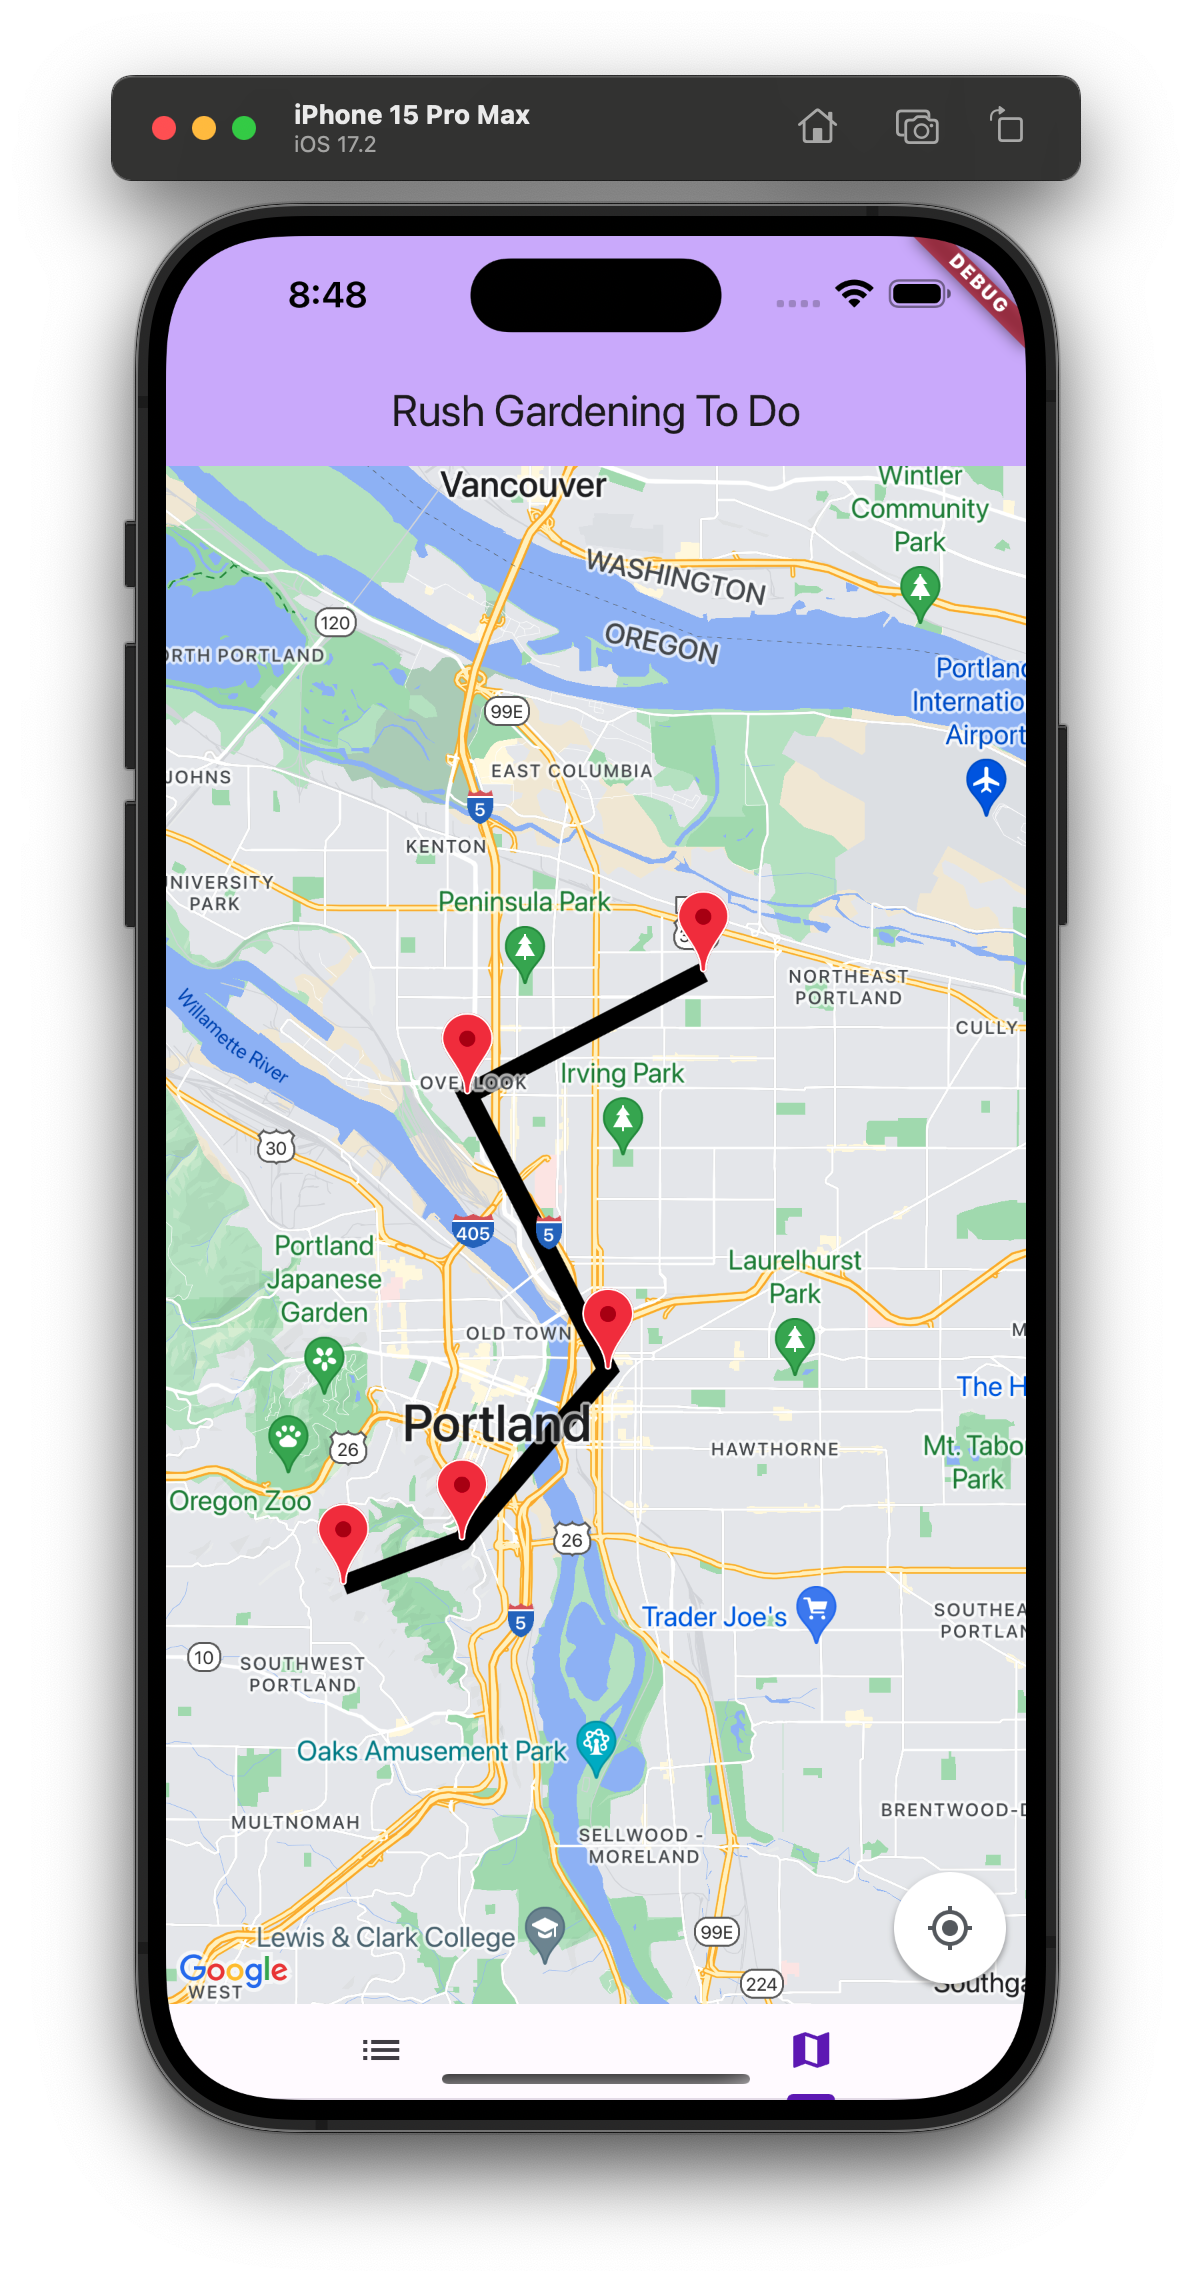 iPhone 15 Pro Max
iOS 17.2
8:48
DEBUG
Rush Gardening To Do
Vancouver
Wintler
Community
Park
WASHINGTON
OREGON
120
ORTH PORTLAND
Portland
Internatio
Airport
99E
JOHNS
EAST COLUMBIA
5
KENTON
UNIVERSITY
PARK
Peninsula Park
NORTHEAST
PORTLAND
CULLY
Willamette River
OVERLOOK
Irving Park
30
405
5
Portland
Japanese
Garden
Laurelhurst
Park
OLD TOWN
M
The H
Portland
26
HAWTHORNE
Mt. Tabor
Park
Oregon Zoo
26
5
Trader Joe's
SOUTHEA
PORTLAN
10
SOUTHWEST
PORTLAND
Oaks Amusement Park
MULTNOMAH
BRENTWOOD-D
SELLWOOD -
MORELAND
Lewis & Clark College
99E
Google
WEST
224
Southga